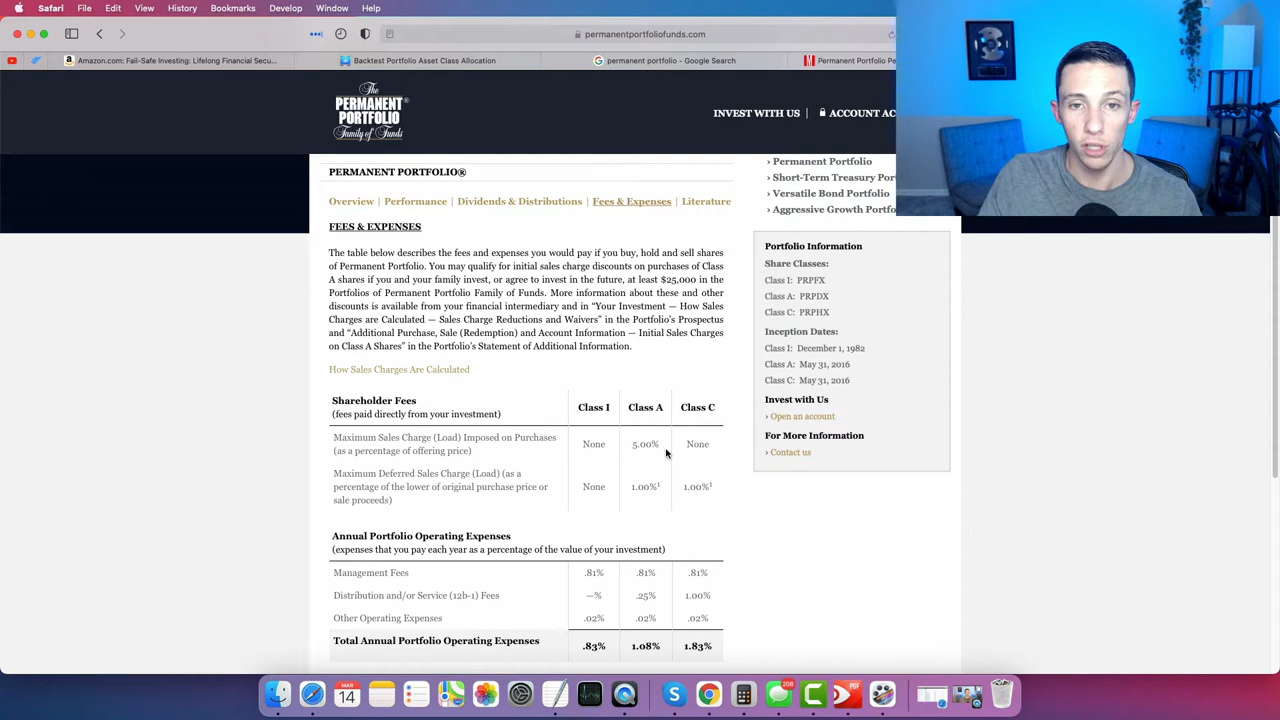 Safari File Edit View History Bookmarks Develop Window Help
permanentportfoliofunds.com
Amazon.com: Fail-Safe Investing: Lifelong Financial Secu...
Backtest Portfolio Asset Class Allocation
permanent portfolio - Google Search
Permanent Portfolio Pe
The
PERMANENT
PORTFOLIO®
Family of Funds
INVEST WITH US
ACCOUNT AC
PERMANENT PORTFOLIO®
Overview | Performance | Dividends & Distributions | Fees & Expenses | Literature
FEES & EXPENSES
The table below describes the fees and expenses you would pay if you buy, hold and sell shares
of Permanent Portfolio. You may qualify for initial sales charge discounts on purchases of Class
A shares if you and your family invest, or agree to invest in the future, at least $25,000 in the
Portfolios of Permanent Portfolio Family of Funds. More information about these and other
discounts is available from your financial intermediary and in “Your Investment — How Sales
Charges are Calculated — Sales Charge Reductions and Waivers” in the Portfolio’s Prospectus
and “Additional Purchase, Sale (Redemption) and Account Information — Initial Sales Charges
on Class A Shares” in the Portfolio’s Statement of Additional Information.
How Sales Charges Are Calculated
Shareholder Fees
(fees paid directly from your investment)
Class I Class A Class C
Maximum Sales Charge (Load) Imposed on Purchases
(as a percentage of offering price)
None 5.00% None
Maximum Deferred Sales Charge (Load) (as a
percentage of the lower of original purchase price or
sale proceeds)
None 1.00%¹ 1.00%¹
Annual Portfolio Operating Expenses
(expenses that you pay each year as a percentage of the value of your investment)
Management Fees .81% .81% .81%
Distribution and/or Service (12b-1) Fees —% .25% 1.00%
Other Operating Expenses .02% .02% .02%
Total Annual Portfolio Operating Expenses .83% 1.08% 1.83%
› Permanent Portfolio
› Short-Term Treasury Por
› Versatile Bond Portfolio
› Aggressive Growth Portfo
Portfolio Information
Share Classes:
Class I: PRPFX
Class A: PRPDX
Class C: PRPHX
Inception Dates:
Class I: December 1, 1982
Class A: May 31, 2016
Class C: May 31, 2016
Invest with Us
› Open an account
For More Information
› Contact us
MAR
14
208
PDF